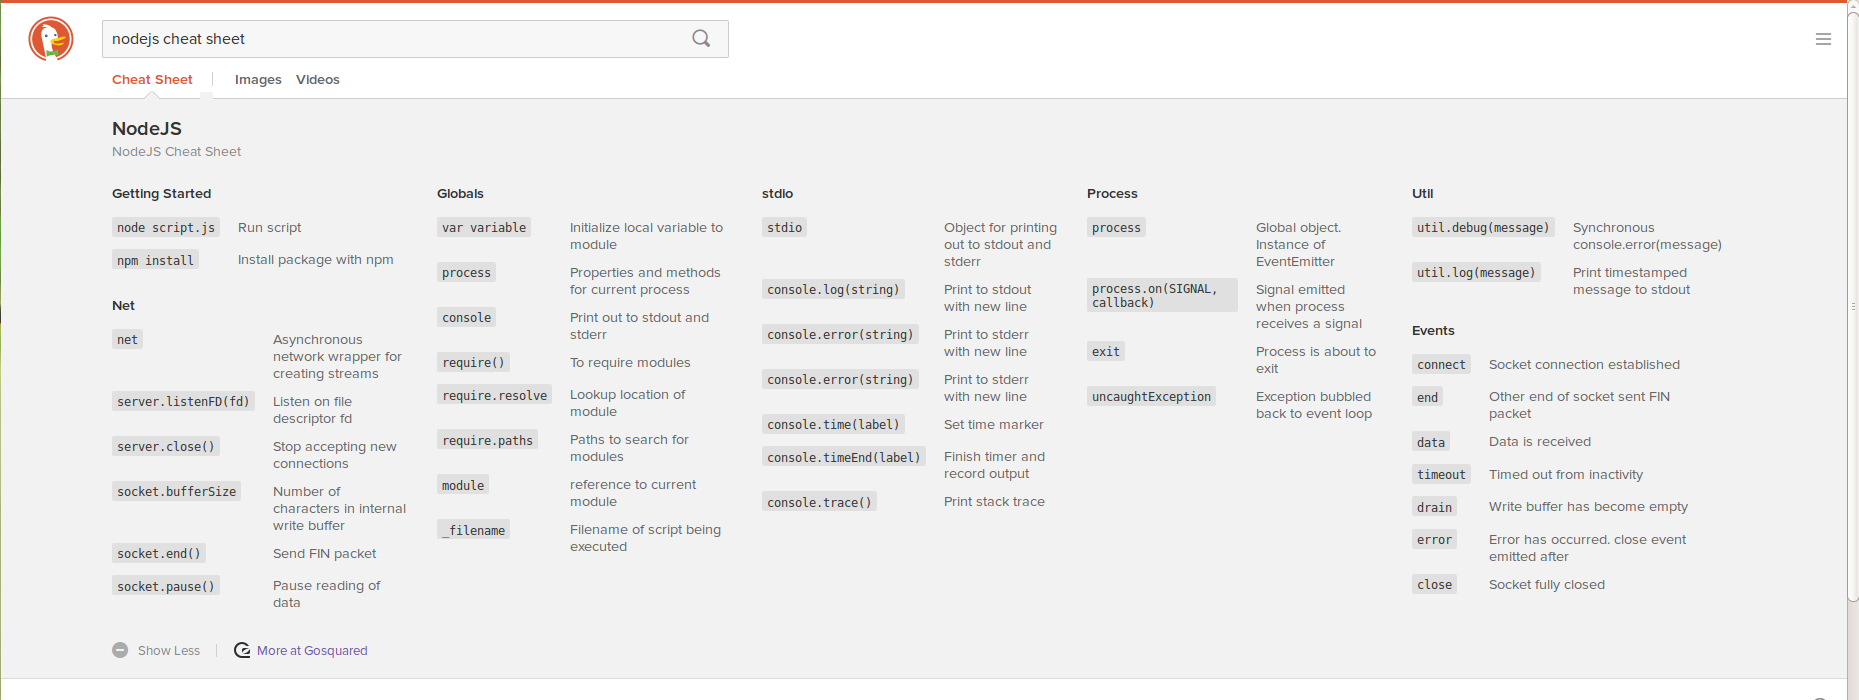 nodejs cheat sheet
Cheat Sheet
Images
Videos
NodeJS
NodeJS Cheat Sheet
Getting Started
node script.js
Run script
npm install
Install package with npm
Net
net
Asynchronous
network wrapper for
creating streams
server.listenFD(fd)
Listen on file
descriptor fd
server.close()
Stop accepting new
connections
socket.bufferSize
Number of
characters in internal
write buffer
socket.end()
Send FIN packet
socket.pause()
Pause reading of
data
Globals
var variable
Initialize local variable to
module
process
Properties and methods
for current process
console
Print out to stdout and
stderr
require()
To require modules
require.resolve
Lookup location of
module
require.paths
Paths to search for
modules
module
reference to current
module
_filename
Filename of script being
executed
stdio
stdio
Object for printing
out to stdout and
stderr
console.log(string)
Print to stdout
with new line
console.error(string)
Print to stderr
with new line
console.error(string)
Print to stderr
with new line
console.time(label)
Set time marker
console.timeEnd(label)
Finish timer and
record output
console.trace()
Print stack trace
Process
process
Global object.
Instance of
EventEmitter
process.on(SIGNAL,
callback)
Signal emitted
when process
receives a signal
exit
Process is about to
exit
uncaughtException
Exception bubbled
back to event loop
Util
util.debug(message)
Synchronous
console.error(message)
util.log(message)
Print timestamped
message to stdout
Events
connect
Socket connection established
end
Other end of socket sent FIN
packet
data
Data is received
timeout
Timed out from inactivity
drain
Write buffer has become empty
error
Error has occurred. close event
emitted after
close
Socket fully closed
Show Less
More at Gosquared